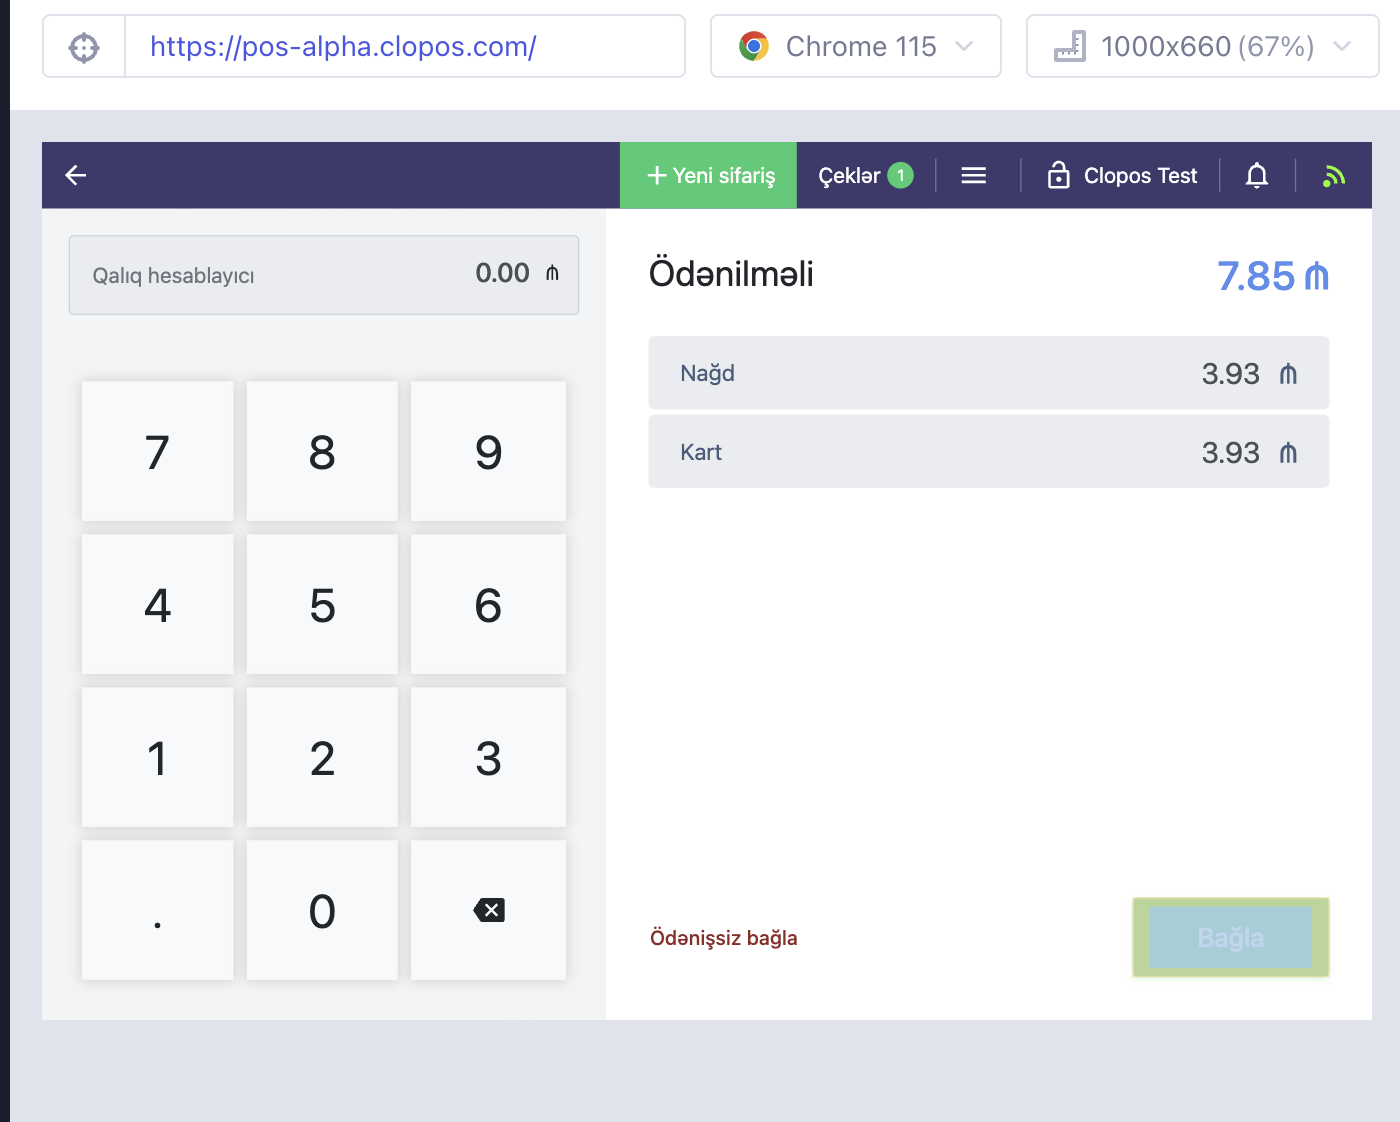 https://pos-alpha.clopos.com/
Chrome 115
1000x660 (67%)
+ Yeni sifariş
Çeklər 1
Clopos Test
Qalıq hesablayıcı 0.00 ₼
Ödənilməli 7.85 ₼
Nağd 3.93 ₼
Kart 3.93 ₼
7 8 9
4 5 6
1 2 3
. 0
Ödənişsiz bağla
Bağla